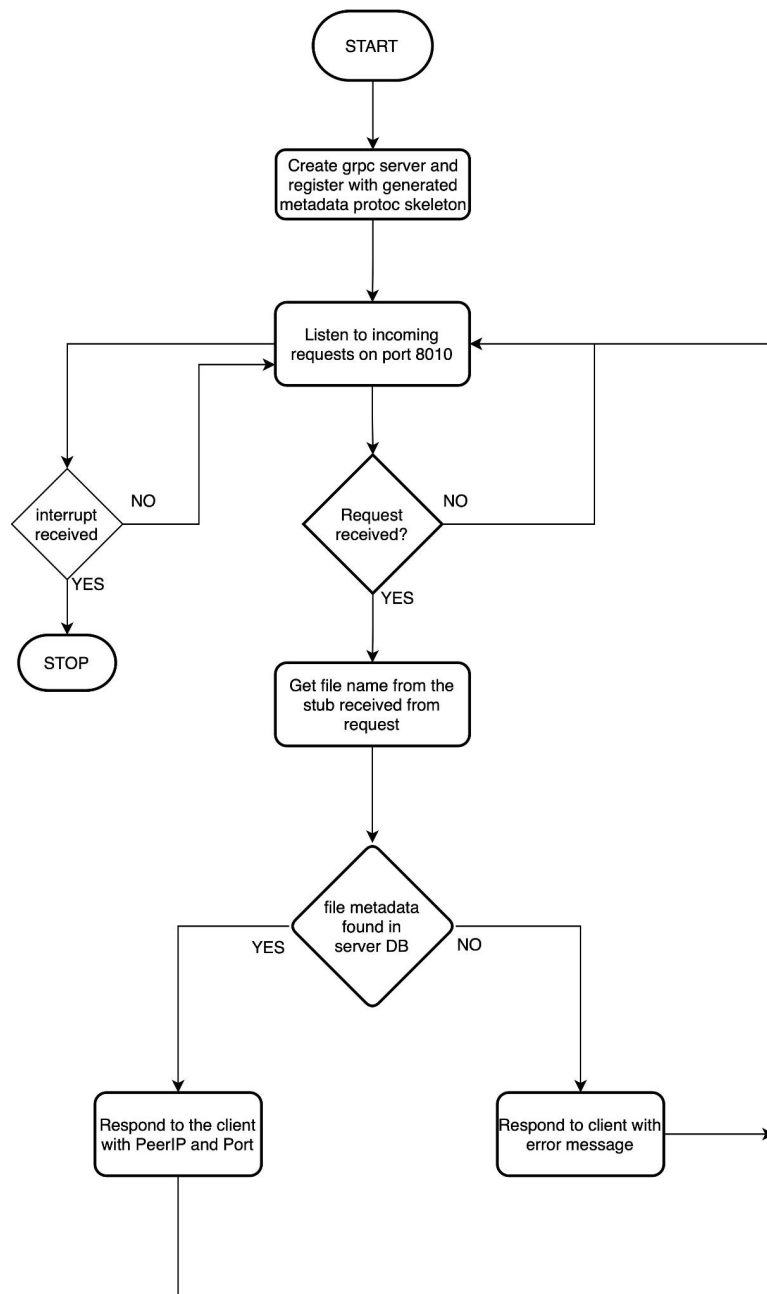 START
Create grpc server and
register with generated
metadata protoc skeleton
Listen to incoming
requests on port 8010
interrupt
received
NO
YES
STOP
Request
received?
NO
YES
Get file name from the
stub received from
request
file metadata
found in
server DB
YES
NO
Respond to the client
with PeerIP and Port
Respond to client with
error message